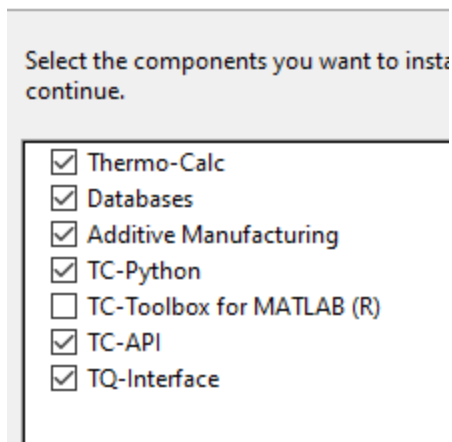 Select the components you want to
continue.
Thermo-Calc
Databases
Additive Manufacturing
TC-Python
TC-Toolbox for MATLAB (R)
TC-API
TQ-Interface